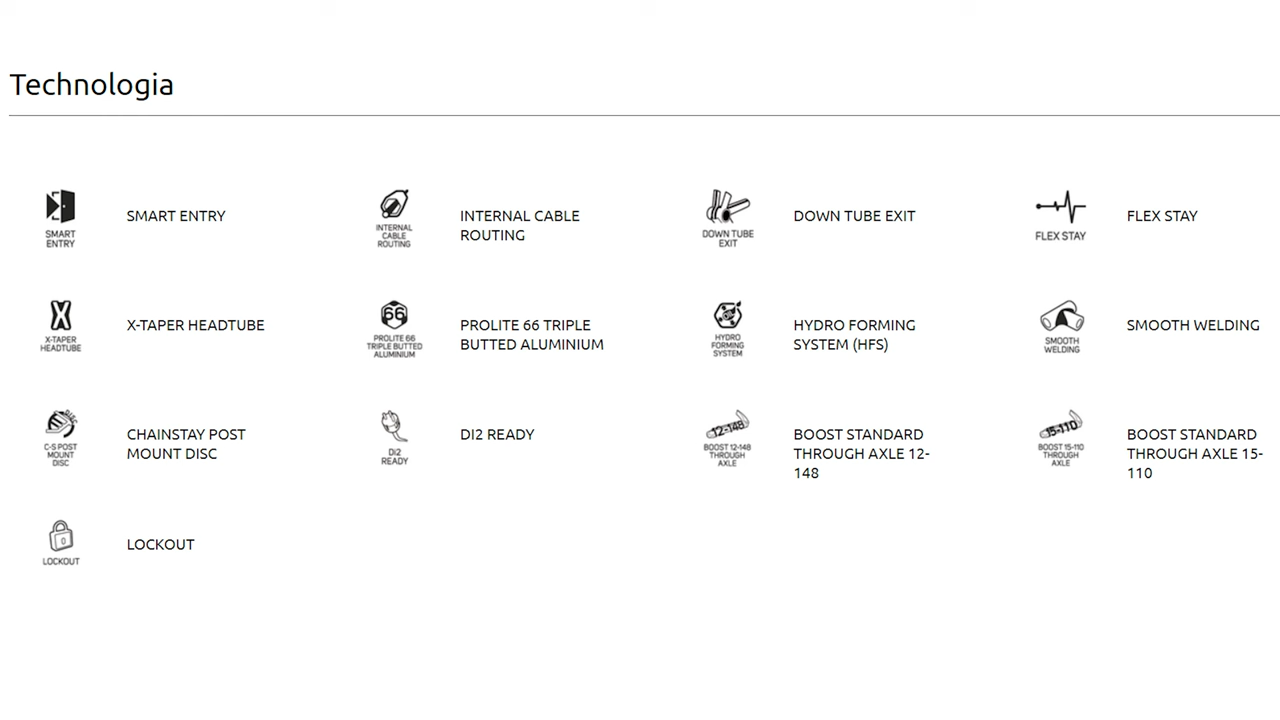 Technologia
SMART
ENTRY
SMART ENTRY
INTERNAL
CABLE
ROUTING
INTERNAL CABLE
ROUTING
DOWN TUBE
EXIT
DOWN TUBE EXIT
FLEX STAY
FLEX STAY
X
X-TAPER
HEADTUBE
X-TAPER HEADTUBE
66
PROLITE 66
TRIPLE BUTTED
ALUMINIUM
PROLITE 66 TRIPLE
BUTTED ALUMINIUM
HYDRO
FORMING
SYSTEM
HYDRO FORMING
SYSTEM (HFS)
SMOOTH
WELDING
SMOOTH WELDING
DISC
C-S POST
MOUNT
DISC
CHAINSTAY POST
MOUNT DISC
Di2
READY
DI2 READY
12-148
BOOST 12-148
THROUGH
AXLE
BOOST STANDARD
THROUGH AXLE 12-
148
15-110
BOOST 15-110
THROUGH
AXLE
BOOST STANDARD
THROUGH AXLE 15-
110
LOCKOUT
LOCKOUT